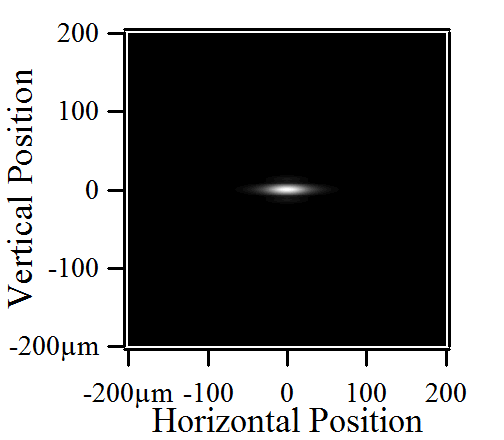 200
100
0
-100
-200µm
Vertical Position
-200µm -100 0 100 200
Horizontal Position